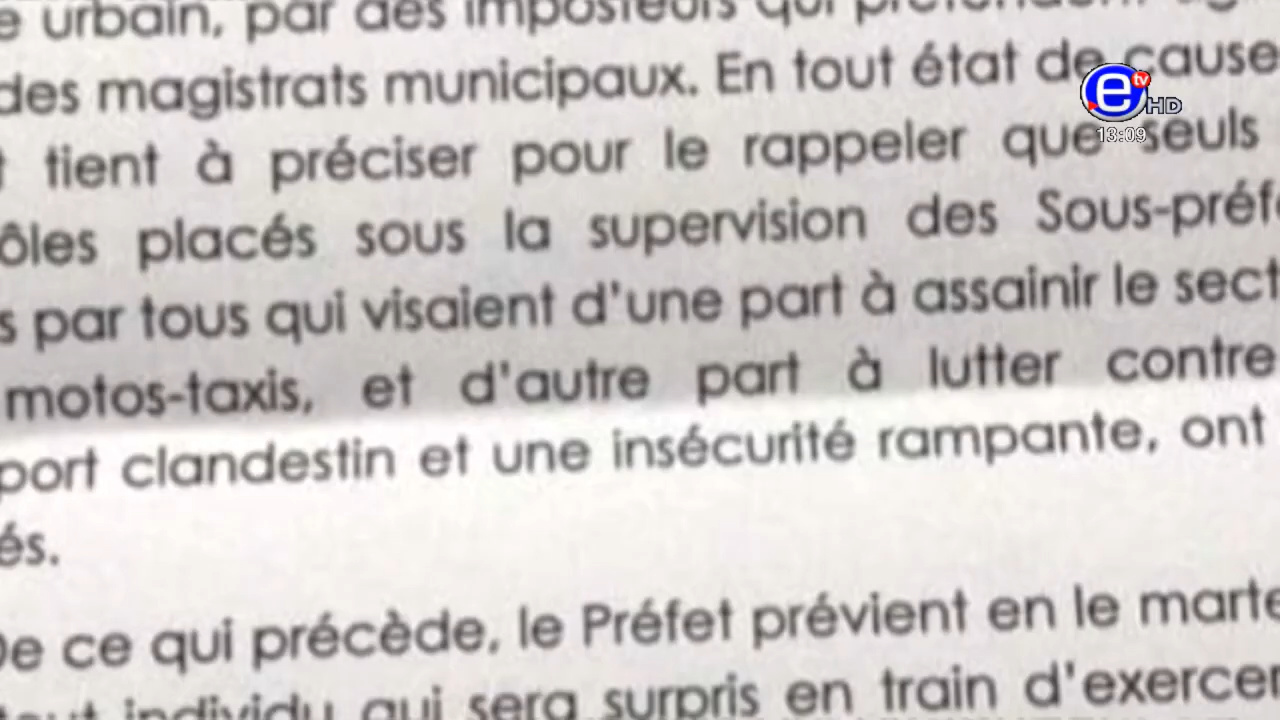 e urbain, par des imposteurs qui prétendent
des magistrats municipaux. En tout état de cause
t tient à préciser pour le rappeler que seuls
ôles placés sous la supervision des Sous-préf
s par tous qui visaient d'une part à assainir le sect
motos-taxis, et d'autre part à lutter contre
port clandestin et une insécurité rampante, ont
és.
De ce qui précède, le Préfet prévient en le marte
tout individu qui sera surpris en train d'exercer
e tv HD
13:09